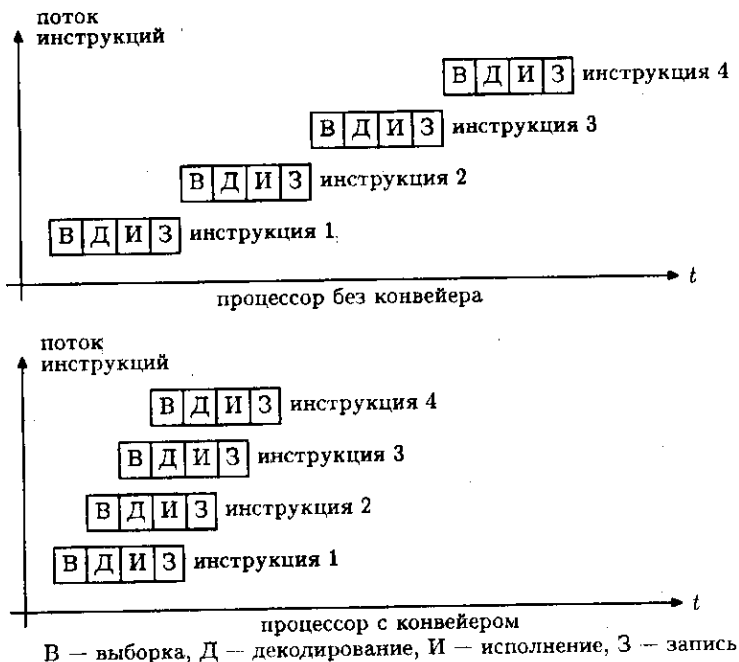 поток
инструкций
В Д И З инструкция 4
В Д И З инструкция 3
В Д И З инструкция 2
В Д И З инструкция 1
t
процессор без конвейера
поток
инструкций
В Д И З инструкция 4
В Д И З инструкция 3
В Д И З инструкция 2
В Д И З инструкция 1
t
процессор с конвейером
В — выборка, Д — декодирование, И — исполнение, З — запись